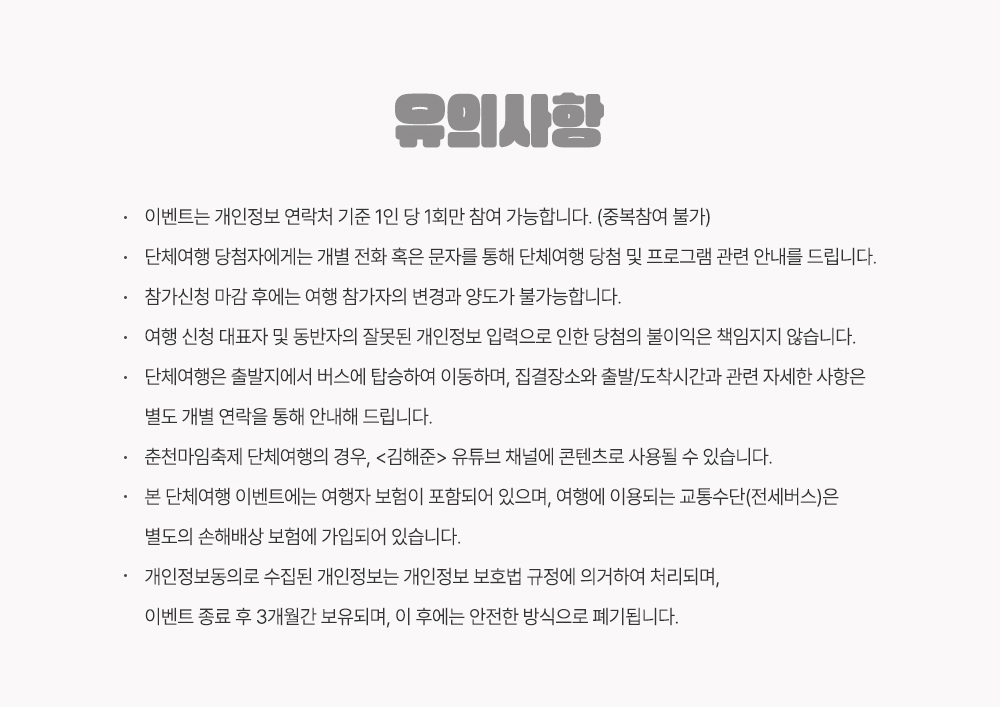 유의사항
· 이벤트는 개인정보 연락처 기준 1인 당 1회만 참여 가능합니다. (중복참여 불가)
· 단체여행 당첨자에게는 개별 전화 혹은 문자를 통해 단체여행 당첨 및 프로그램 관련 안내를 드립니다.
· 참가신청 마감 후에는 여행 참가자의 변경과 양도가 불가능합니다.
· 여행 신청 대표자 및 동반자의 잘못된 개인정보 입력으로 인한 당첨의 불이익은 책임지지 않습니다.
· 단체여행은 출발지에서 버스에 탑승하여 이동하며, 집결장소와 출발/도착시간과 관련 자세한 사항은
별도 개별 연락을 통해 안내해 드립니다.
· 춘천마임축제 단체여행의 경우, <김해준> 유튜브 채널에 콘텐츠로 사용될 수 있습니다.
· 본 단체여행 이벤트에는 여행자 보험이 포함되어 있으며, 여행에 이용되는 교통수단(전세버스)은
별도의 손해배상 보험에 가입되어 있습니다.
· 개인정보동의로 수집된 개인정보는 개인정보 보호법 규정에 의거하여 처리되며,
이벤트 종료 후 3개월간 보유되며, 이 후에는 안전한 방식으로 폐기됩니다.